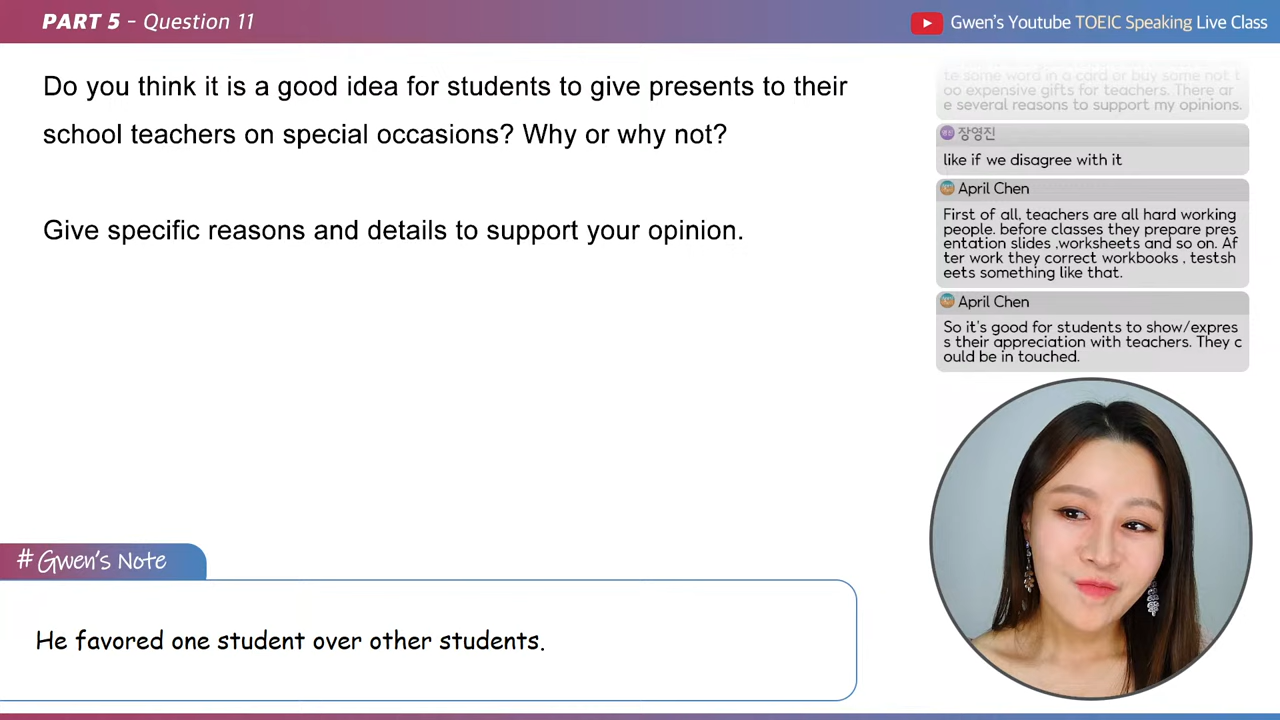 PART 5 – Question 11
Gwen's Youtube TOEIC Speaking Live Class
Do you think it is a good idea for students to give presents to their
school teachers on special occasions? Why or why not?
Give specific reasons and details to support your opinion.
te some word in a card or buy some not t
oo expensive gifts for teachers. There ar
e several reasons to support my opinions.
장영진
like if we disagree with it
April Chen
First of all, teachers are all hard working
people. before classes they prepare pres
entation slides .worksheets and so on. Af
ter work they correct workbooks . testsh
eets something like that.
April Chen
So it's good for students to show/expres
s their appreciation with teachers. They c
ould be in touched.
# Gwen's Note
He favored one student over other students.